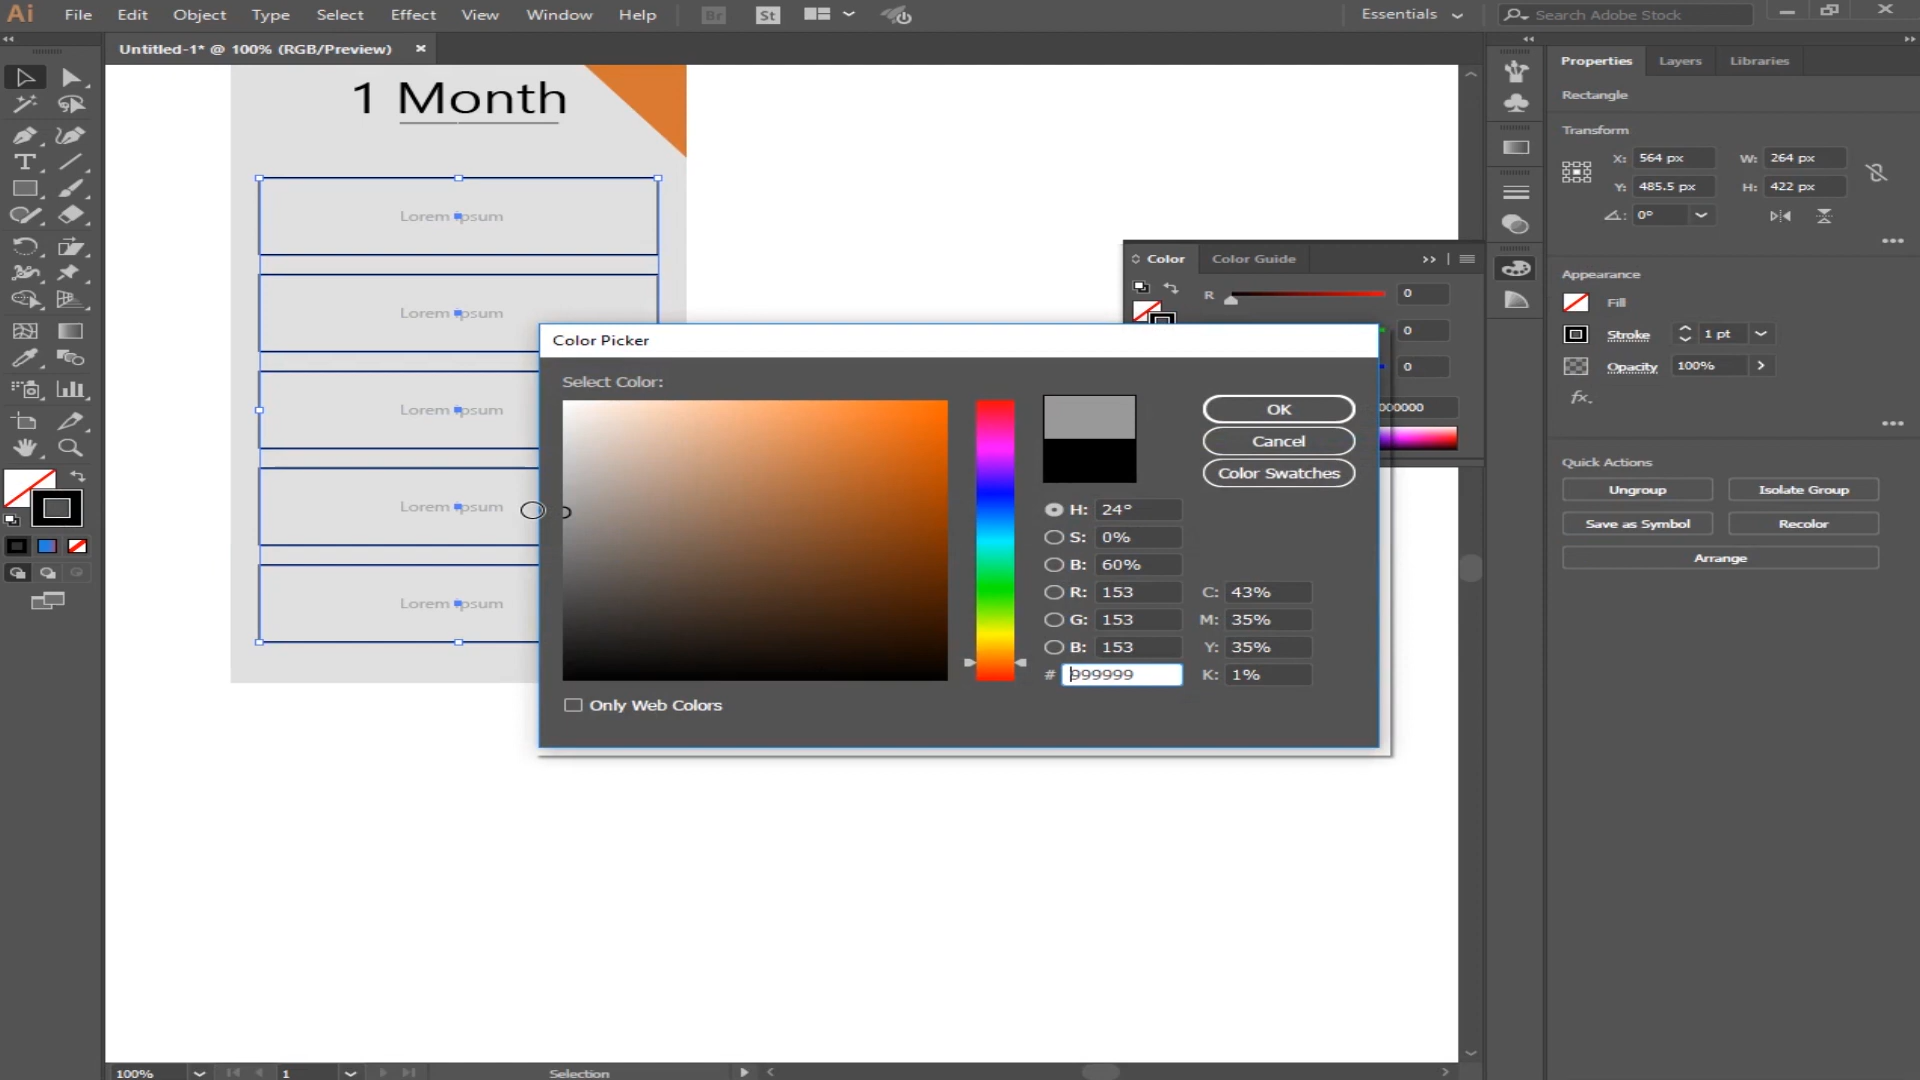 Ai File Edit Object Type Select Effect View Window Help Br St Essentials Search Adobe Stock
Untitled-1* @ 100% (RGB/Preview) ×
Properties Layers Libraries
Rectangle
Transform
X: 564 px W: 264 px
Y: 485.5 px H: 422 px
0°
Appearance
Fill
Stroke 1 pt
Opacity 100%
fx.
Quick Actions
Ungroup Isolate Group
Save as Symbol Recolor
Arrange
1 Month
Lorem ipsum
Lorem ipsum
Lorem ipsum
Lorem ipsum
Lorem ipsum
Color Color Guide
R 0
0
0
000000
Color Picker
Select Color:
OK
Cancel
Color Swatches
H: 24°
S: 0%
B: 60%
R: 153 C: 43%
G: 153 M: 35%
B: 153 Y: 35%
# 999999 K: 1%
Only Web Colors
100% 1 Selection